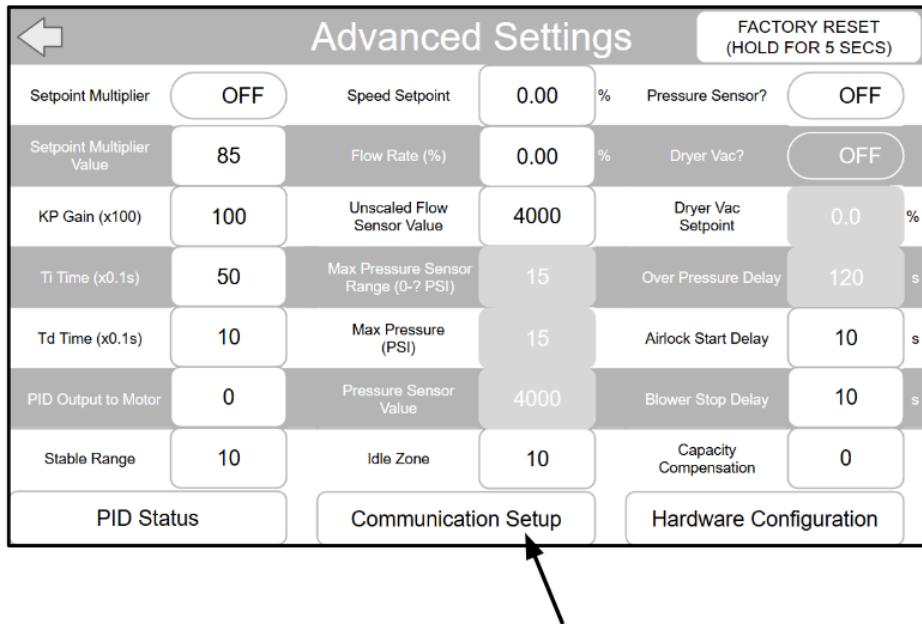 Advanced Settings
FACTORY RESET
(HOLD FOR 5 SECS)
Setpoint Multiplier
OFF
Speed Setpoint
0.00
%
Pressure Sensor?
OFF
Setpoint Multiplier
Value
85
Flow Rate (%)
0.00
%
Dryer Vac?
OFF
KP Gain (x100)
100
Unscaled Flow
Sensor Value
4000
Dryer Vac
Setpoint
0.0
%
Ti Time (x0.1s)
50
Max Pressure Sensor
Range (0-? PSI)
15
Over Pressure Delay
120
s
Td Time (x0.1s)
10
Max Pressure
(PSI)
15
Airlock Start Delay
10
s
PID Output to Motor
0
Pressure Sensor
Value
4000
Blower Stop Delay
10
s
Stable Range
10
Idle Zone
10
Capacity
Compensation
0
PID Status
Communication Setup
Hardware Configuration